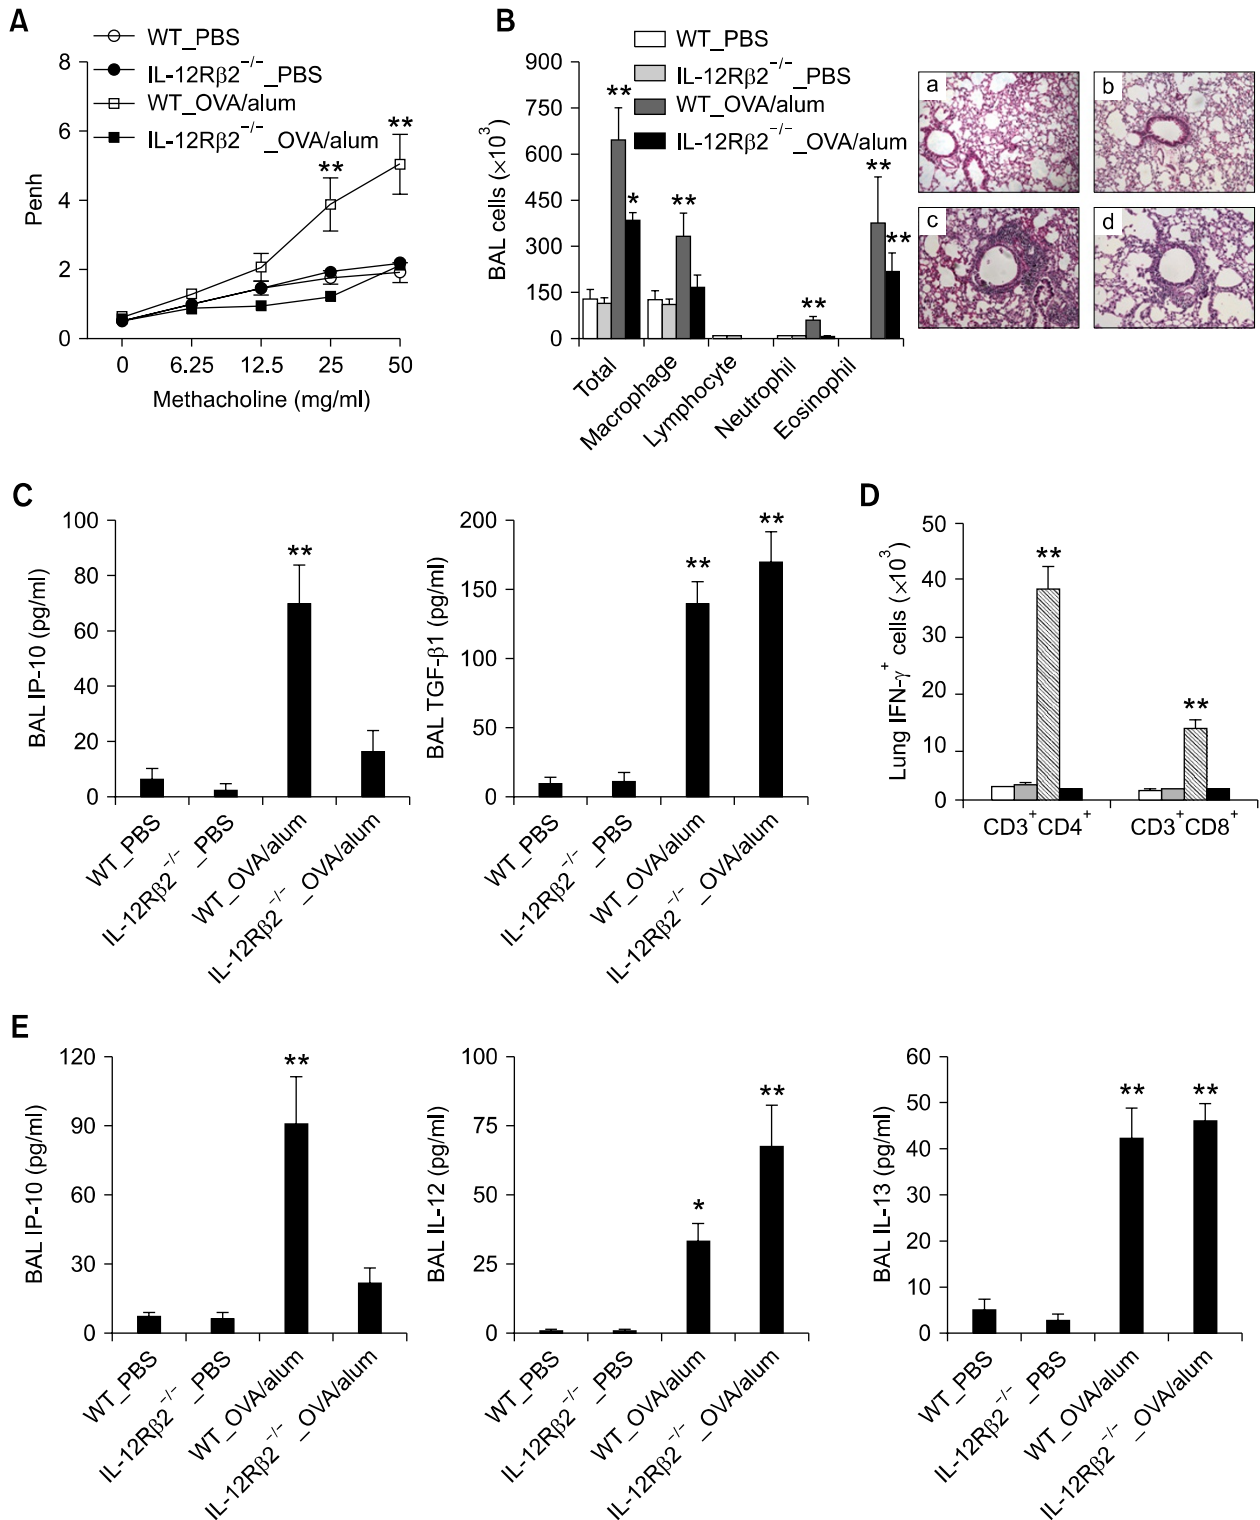 A
WT_PBS
IL-12Rβ2⁻/⁻_PBS
WT_OVA/alum
IL-12Rβ2⁻/⁻_OVA/alum
8
6
4
2
0
Penh
**
**
0 6.25 12.5 25 50
Methacholine (mg/ml)
B
WT_PBS
IL-12Rβ2⁻/⁻_PBS
WT_OVA/alum
IL-12Rβ2⁻/⁻_OVA/alum
900
750
600
450
300
150
0
BAL cells (×10³)
**
*
**
**
**
**
Total
Macrophage
Lymphocyte
Neutrophil
Eosinophil
a
b
c
d
C
100
80
60
40
20
0
BAL IP-10 (pg/ml)
**
WT_PBS
IL-12Rβ2⁻/⁻_PBS
WT_OVA/alum
IL-12Rβ2⁻/⁻_OVA/alum
200
150
100
50
0
BAL TGF-β1 (pg/ml)
**
**
WT_PBS
IL-12Rβ2⁻/⁻_PBS
WT_OVA/alum
IL-12Rβ2⁻/⁻_OVA/alum
D
50
40
30
20
10
0
Lung IFN-γ⁺ cells (×10³)
**
**
CD3⁺CD4⁺
CD3⁺CD8⁺
E
120
90
60
30
0
BAL IP-10 (pg/ml)
**
WT_PBS
IL-12Rβ2⁻/⁻_PBS
WT_OVA/alum
IL-12Rβ2⁻/⁻_OVA/alum
100
75
50
25
0
BAL IL-12 (pg/ml)
*
**
WT_PBS
IL-12Rβ2⁻/⁻_PBS
WT_OVA/alum
IL-12Rβ2⁻/⁻_OVA/alum
60
50
40
30
20
10
0
BAL IL-13 (pg/ml)
**
**
WT_PBS
IL-12Rβ2⁻/⁻_PBS
WT_OVA/alum
IL-12Rβ2⁻/⁻_OVA/alum